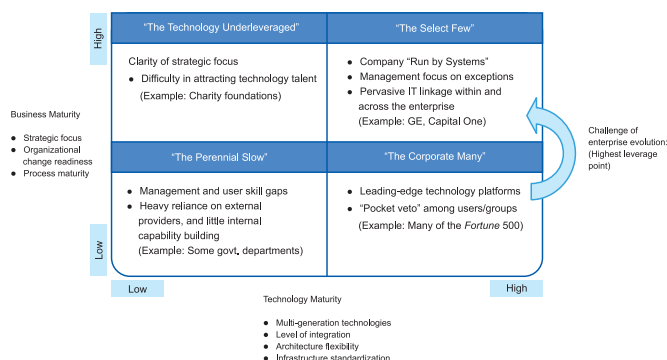 High
"The Technology Underleveraged"
Clarity of strategic focus
● Difficulty in attracting technology talent
(Example: Charity foundations)
"The Select Few"
● Company "Run by Systems"
● Management focus on exceptions
● Pervasive IT linkage within and
across the enterprise
(Example: GE, Capital One)
Business Maturity
● Strategic focus
● Organizational
change readiness
● Process maturity
Challenge of
enterprise evolution:
(Highest leverage
point)
"The Perennial Slow"
● Management and user skill gaps
● Heavy reliance on external
providers, and little internal
capability building
(Example: Some govt. departments)
"The Corporate Many"
● Leading-edge technology platforms
● "Pocket veto" among users/groups
(Example: Many of the Fortune 500)
Low
Low
High
Technology Maturity
● Multi-generation technologies
● Level of integration
● Architecture flexibility
● Infrastructure standardization